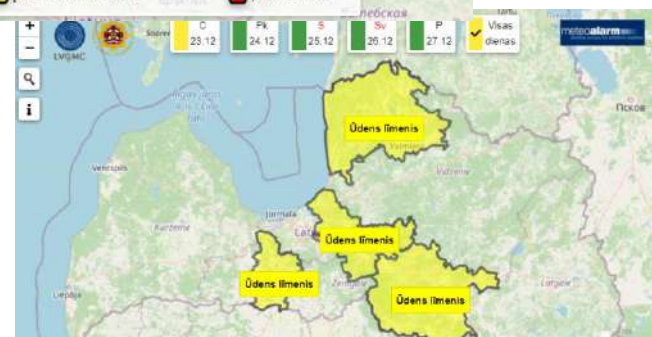 +
−
i
LVĢMC
C
23.12
Pk
24.12
S
25.12
Sv
26.12
P
27.12
Visas
dienas
meteoalarm
Псков
Ūdens līmenis
Valmiera
Ventspils
Vidzeme
Jūrmala
Kurzeme
Ūdens līmenis
Ūdens līmenis
Zemgale
Latgale
Liepāja
Ūdens līmenis